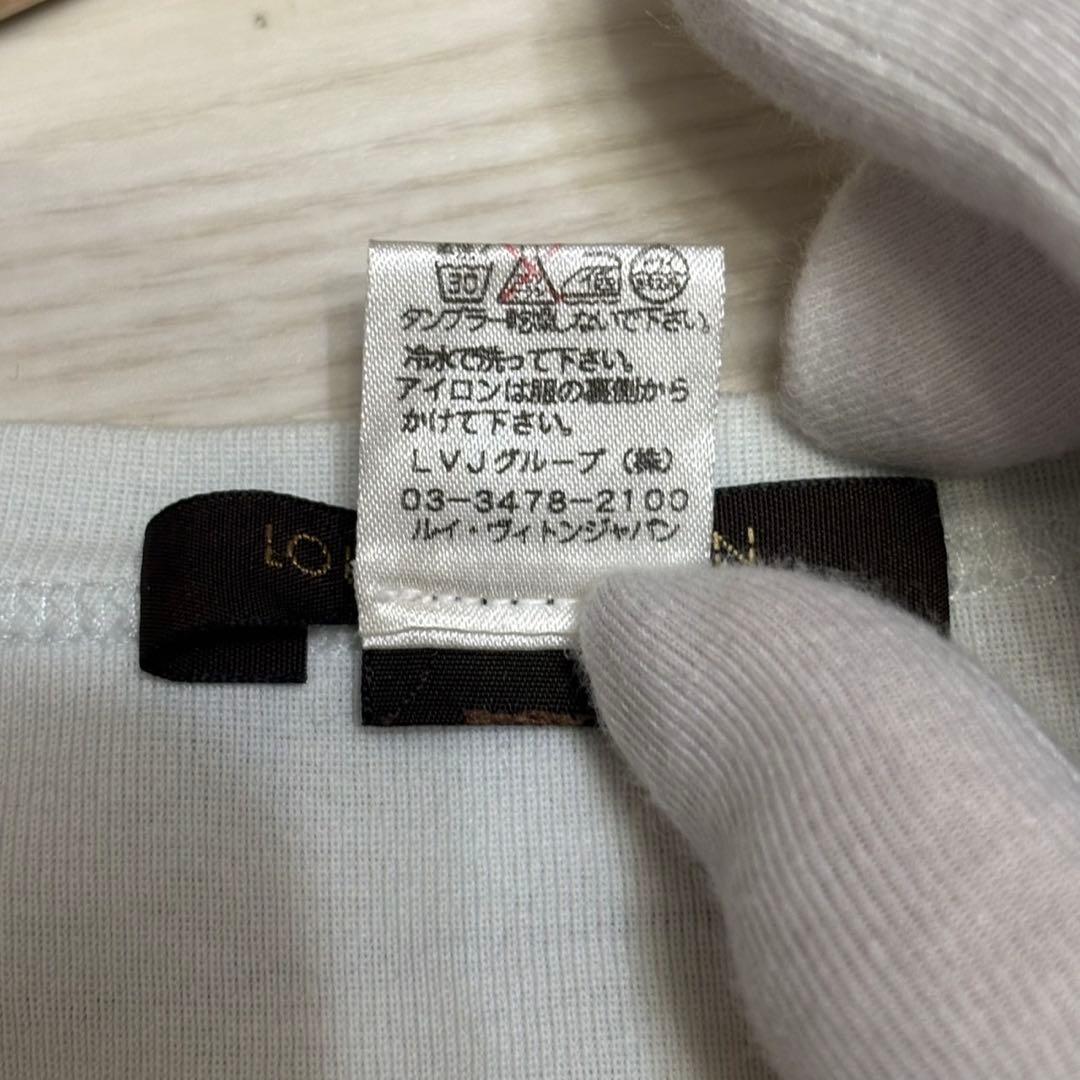 30
タンブラー乾燥しないで下さい。
冷水で洗って下さい。
アイロンは服の裏側から
かけて下さい。
LVJグループ(株)
03-3478-2100
ルイ・ヴィトンジャパン
LO
N